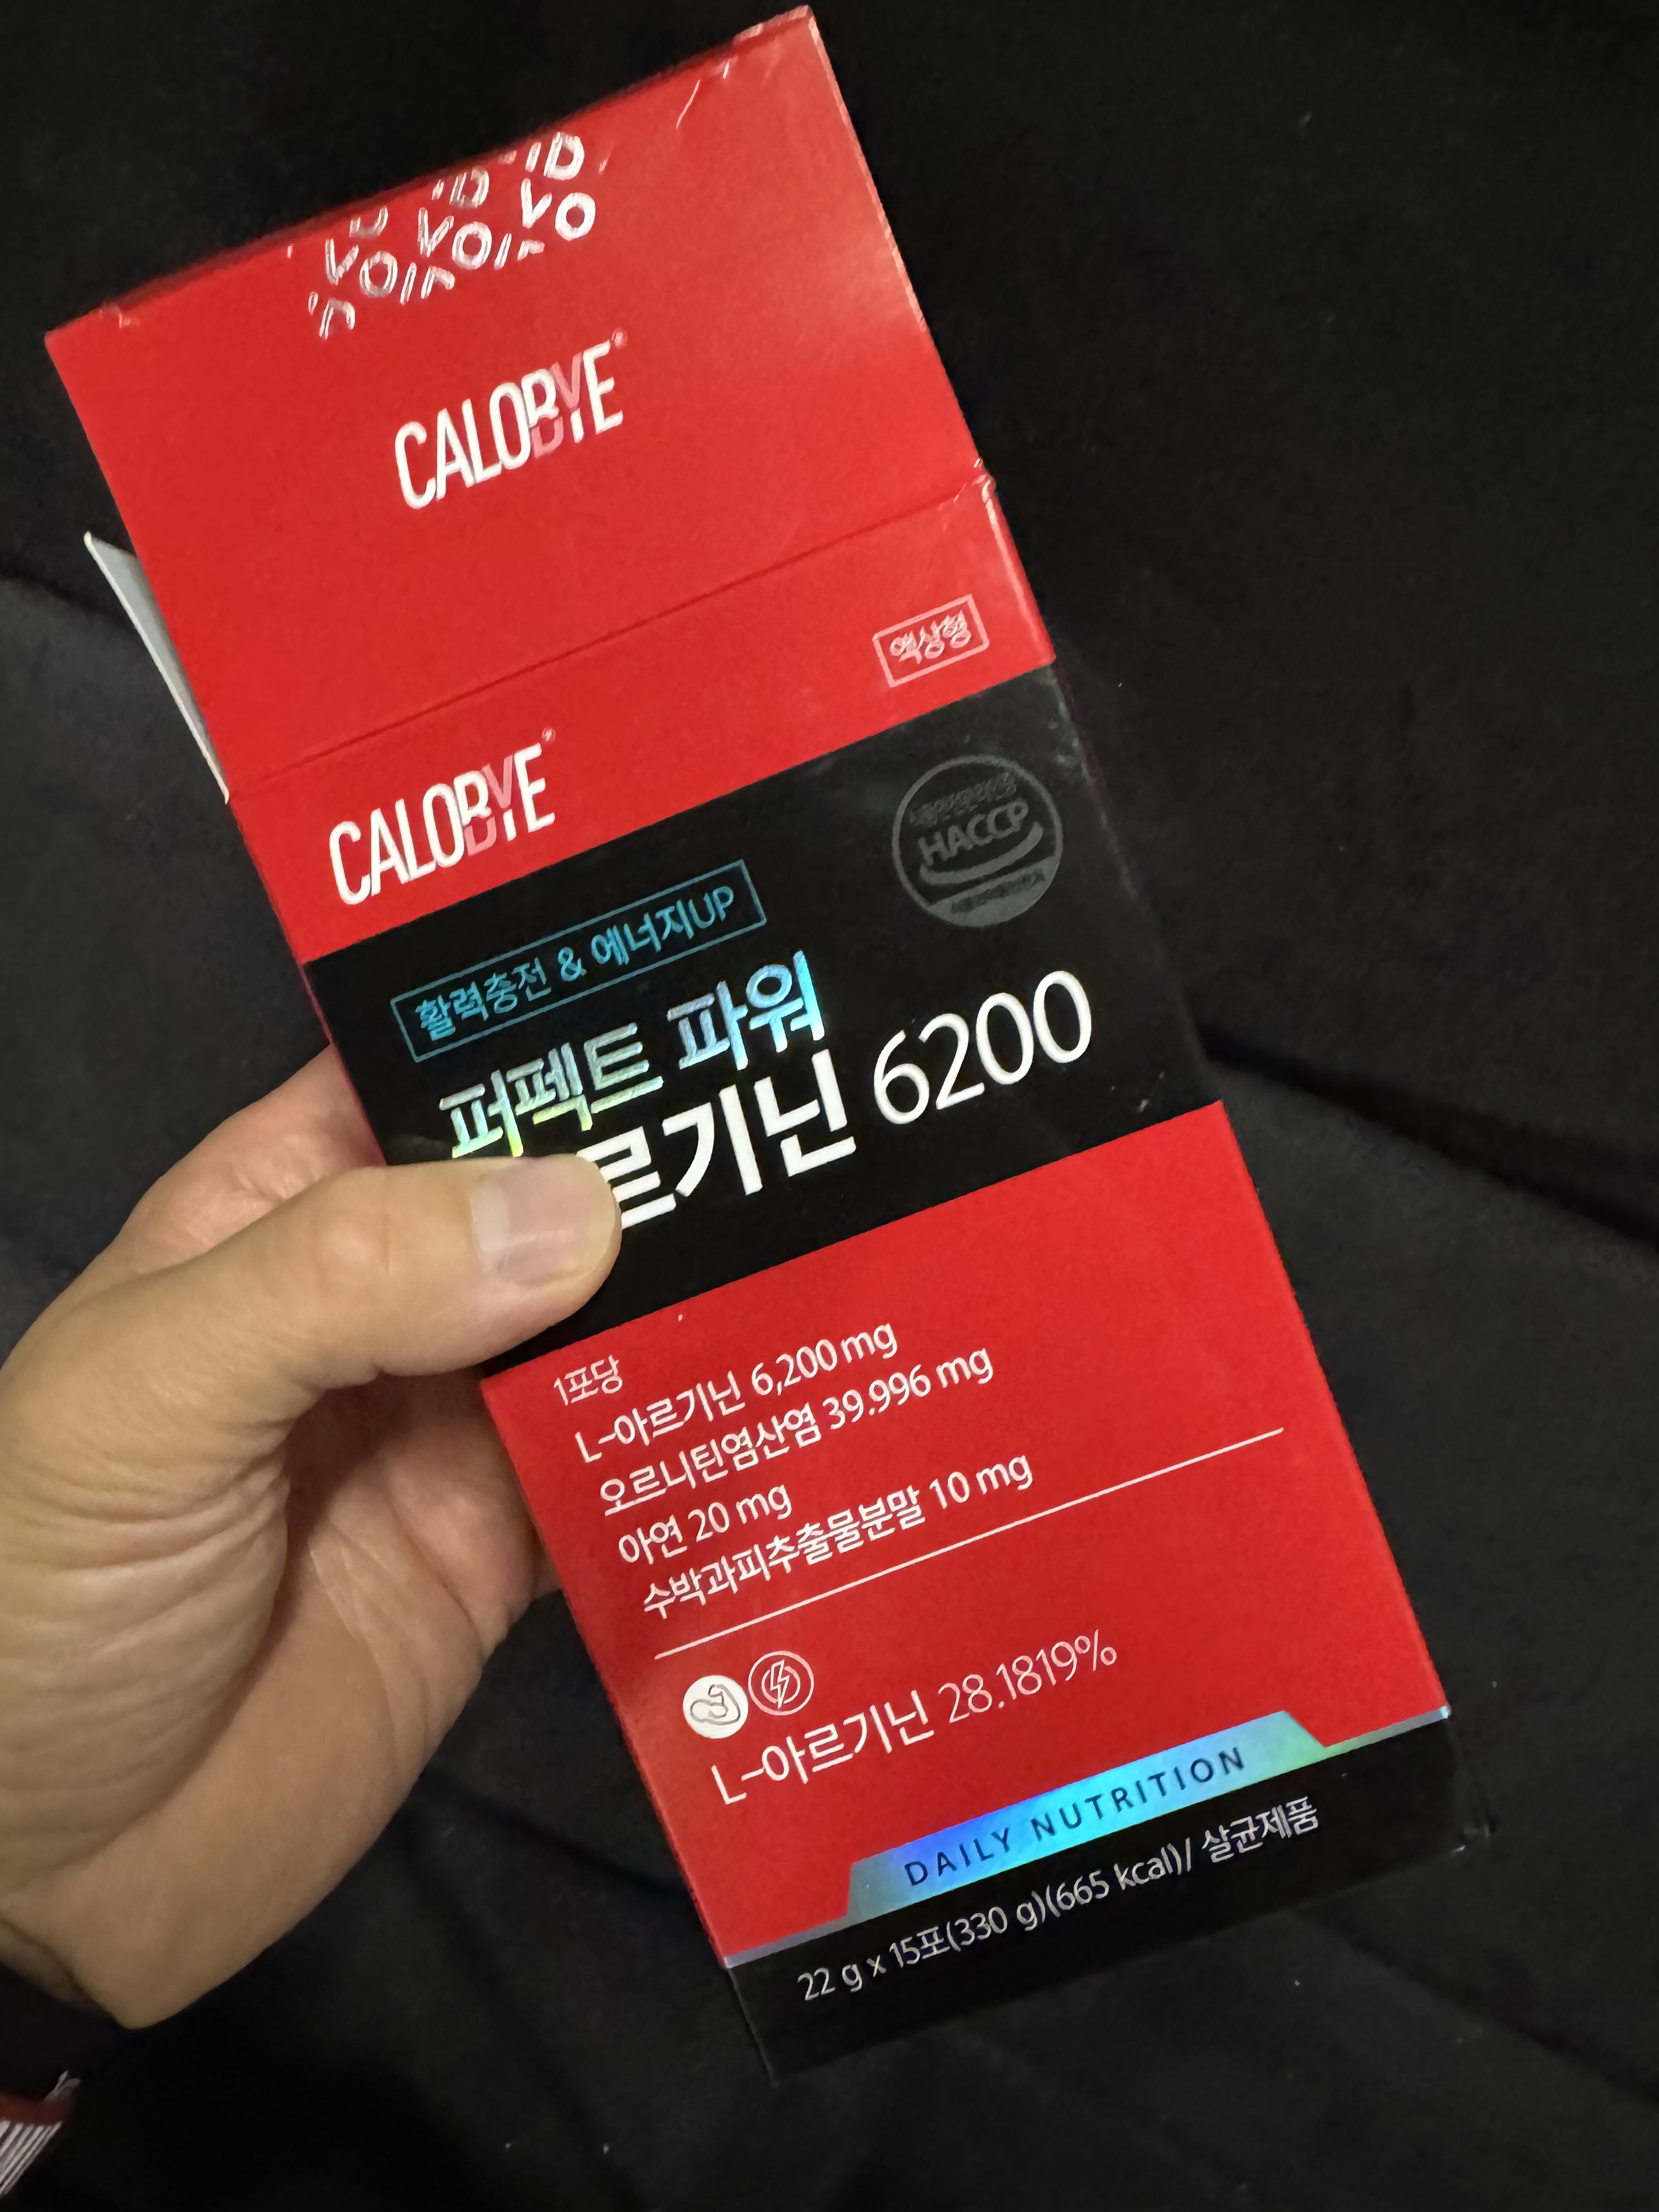 CALOBYE
액상형
CALOBYE
HACCP
활력충전 & 에너지UP
퍼펙트 파워
르기닌 6200
1포당
L-아르기닌 6,200 mg
오르니틴염산염 39.996 mg
아연 20 mg
수박과피추출물분말 10 mg
L-아르기닌 28.1819%
DAILY NUTRITION
22 g x 15포(330 g)(665 kcal)/ 살균제품